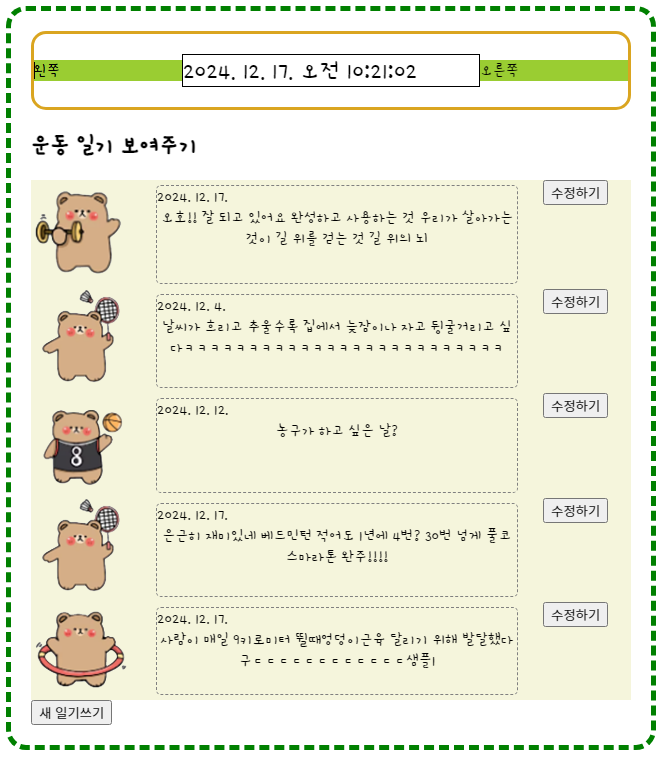 왼쪽
2024. 12. 17. 오전 10:21:02
오른쪽
운동 일기 보여주기
2024. 12. 17.
수정하기
오호!! 잘 되고 있어요 완성하고 사용하는 것 우리가 살아가는
것이 길 위를 걷는 것 길 위의 뇌
2024. 12. 4.
수정하기
날씨가 흐리고 추울수록 집에서 늦잠이나 자고 뒹굴거리고 싶
다ㅋㅋㅋㅋㅋㅋㅋㅋㅋㅋㅋㅋㅋㅋㅋㅋㅋㅋㅋㅋㅋㅋㅋㅋㅋ
2024. 12. 12.
수정하기
농구가 하고 싶은 날?
8
2024. 12. 17.
수정하기
은근히 재미있네 베드민턴 적어도 1년에 4번? 30번 넘게 풀코
스마라톤 완주!!!!
2024. 12. 17.
수정하기
사람이 매일 9키로미터 뛸때엉덩이근육 달리기 위해 발달했다
구ㄷㄷㄷㄷㄷㄷㄷㄷㄷㄷㄷㄷ샘플1
새 일기쓰기